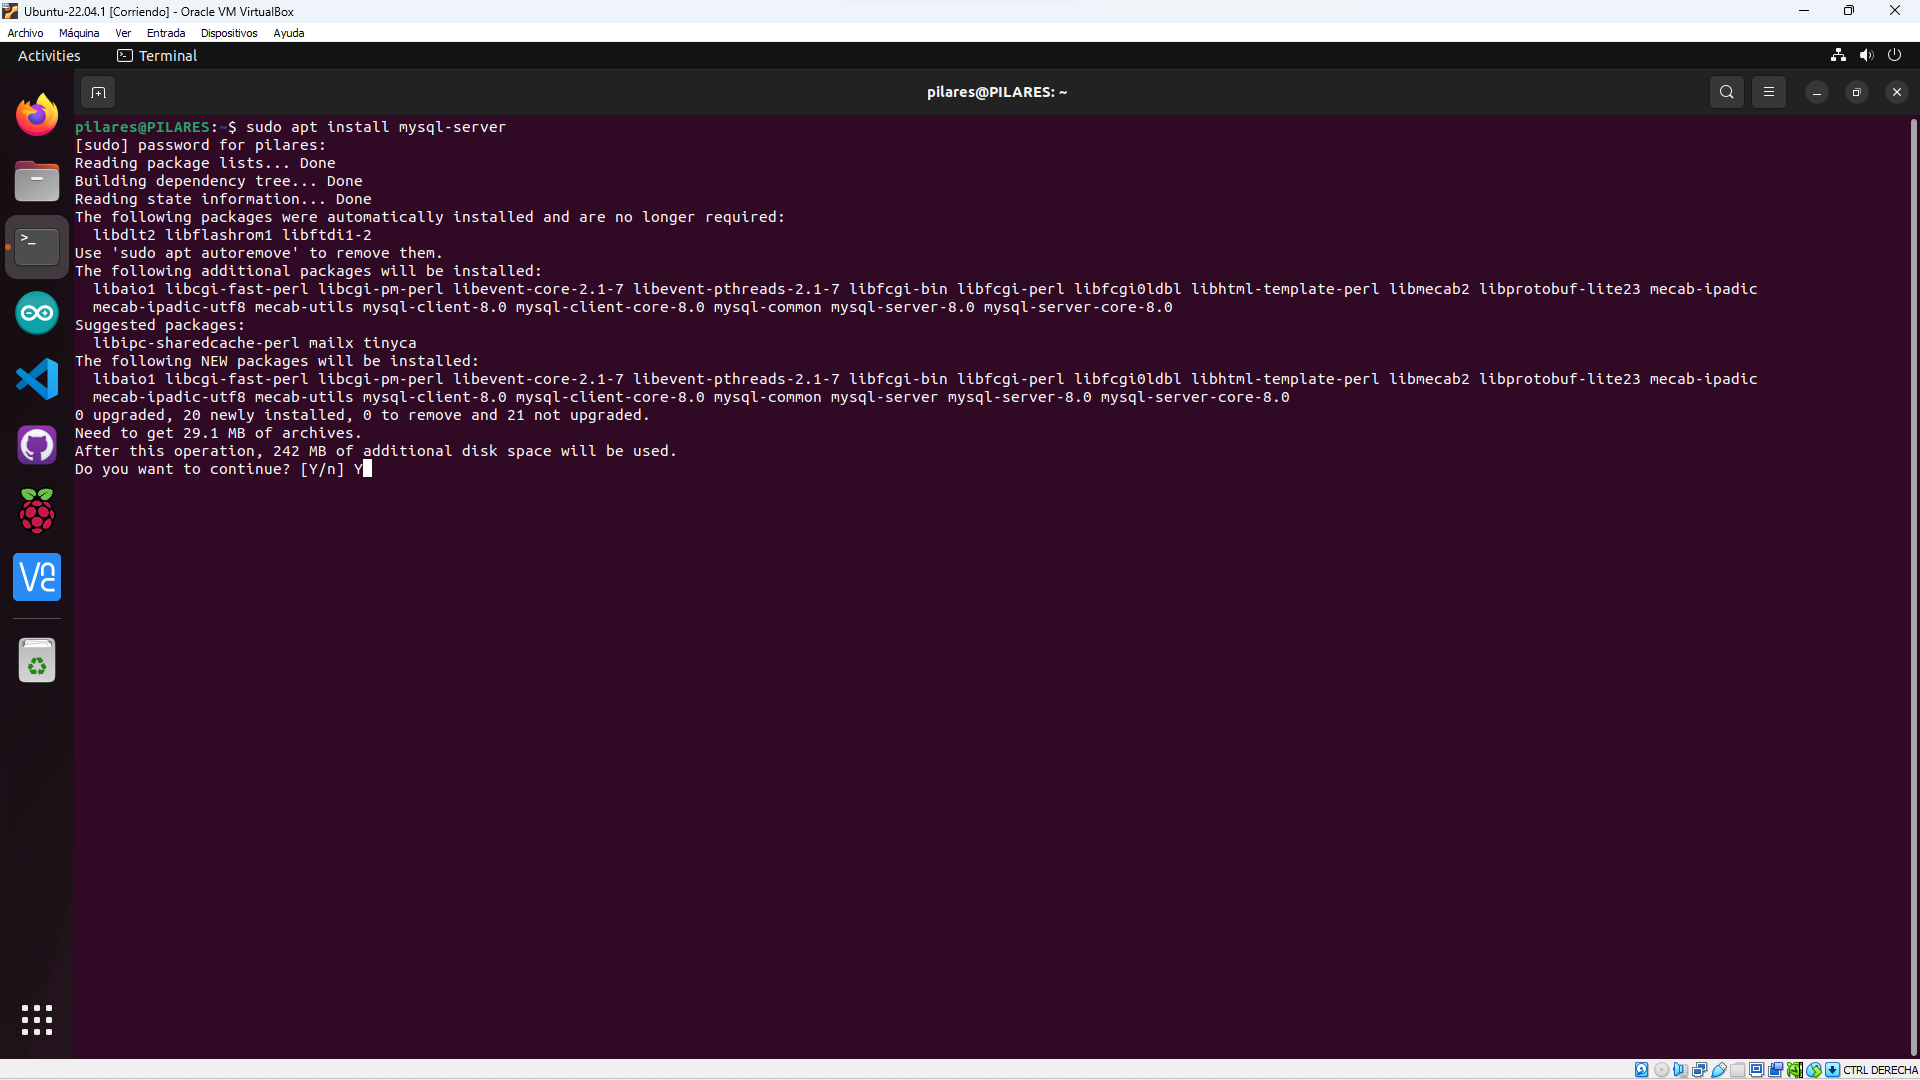 Ubuntu-22.04.1 [Corriendo] - Oracle VM VirtualBox
Archivo Máquina Ver Entrada Dispositivos Ayuda
Activities Terminal
pilares@PILARES: ~
pilares@PILARES:~$ sudo apt install mysql-server
[sudo] password for pilares:
Reading package lists... Done
Building dependency tree... Done
Reading state information... Done
The following packages were automatically installed and are no longer required:
libdlt2 libflashrom1 libftdi1-2
Use 'sudo apt autoremove' to remove them.
The following additional packages will be installed:
libaio1 libcgi-fast-perl libcgi-pm-perl libevent-core-2.1-7 libevent-pthreads-2.1-7 libfcgi-bin libfcgi-perl libfcgi0ldbl libhtml-template-perl libmecab2 libprotobuf-lite23 mecab-ipadic
mecab-ipadic-utf8 mecab-utils mysql-client-8.0 mysql-client-core-8.0 mysql-common mysql-server-8.0 mysql-server-core-8.0
Suggested packages:
libipc-sharedcache-perl mailx tinyca
The following NEW packages will be installed:
libaio1 libcgi-fast-perl libcgi-pm-perl libevent-core-2.1-7 libevent-pthreads-2.1-7 libfcgi-bin libfcgi-perl libfcgi0ldbl libhtml-template-perl libmecab2 libprotobuf-lite23 mecab-ipadic
mecab-ipadic-utf8 mecab-utils mysql-client-8.0 mysql-client-core-8.0 mysql-common mysql-server mysql-server-8.0 mysql-server-core-8.0
0 upgraded, 20 newly installed, 0 to remove and 21 not upgraded.
Need to get 29.1 MB of archives.
After this operation, 242 MB of additional disk space will be used.
Do you want to continue? [Y/n] Y
CTRL DERECHA